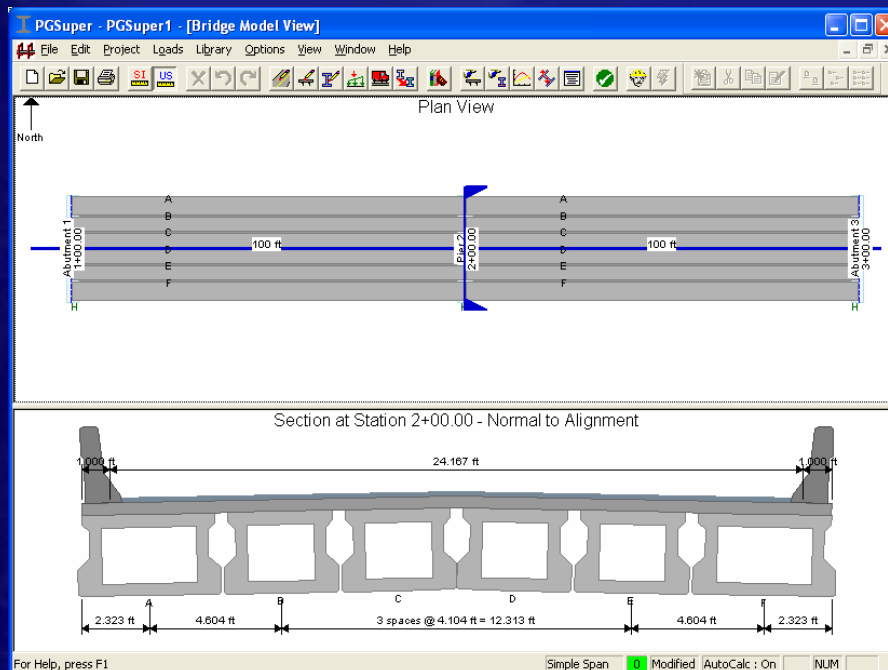 PGSuper - PGSuper1 - [Bridge Model View]
File Edit Project Loads Library Options View Window Help
SI US
Plan View
North
A A
B B
C C
D D
E E
F F
100 ft 100 ft
Abutment 1
1+00.00
Pier 2
2+00.00
Abutment 3
3+00.00
H H H
Section at Station 2+00.00 - Normal to Alignment
1.000 ft 24.167 ft 1.000 ft
A B C D E F
2.323 ft 4.604 ft 3 spaces @ 4.104 ft = 12.313 ft 4.604 ft 2.323 ft
For Help, press F1 Simple Span 0 Modified AutoCalc : On NUM